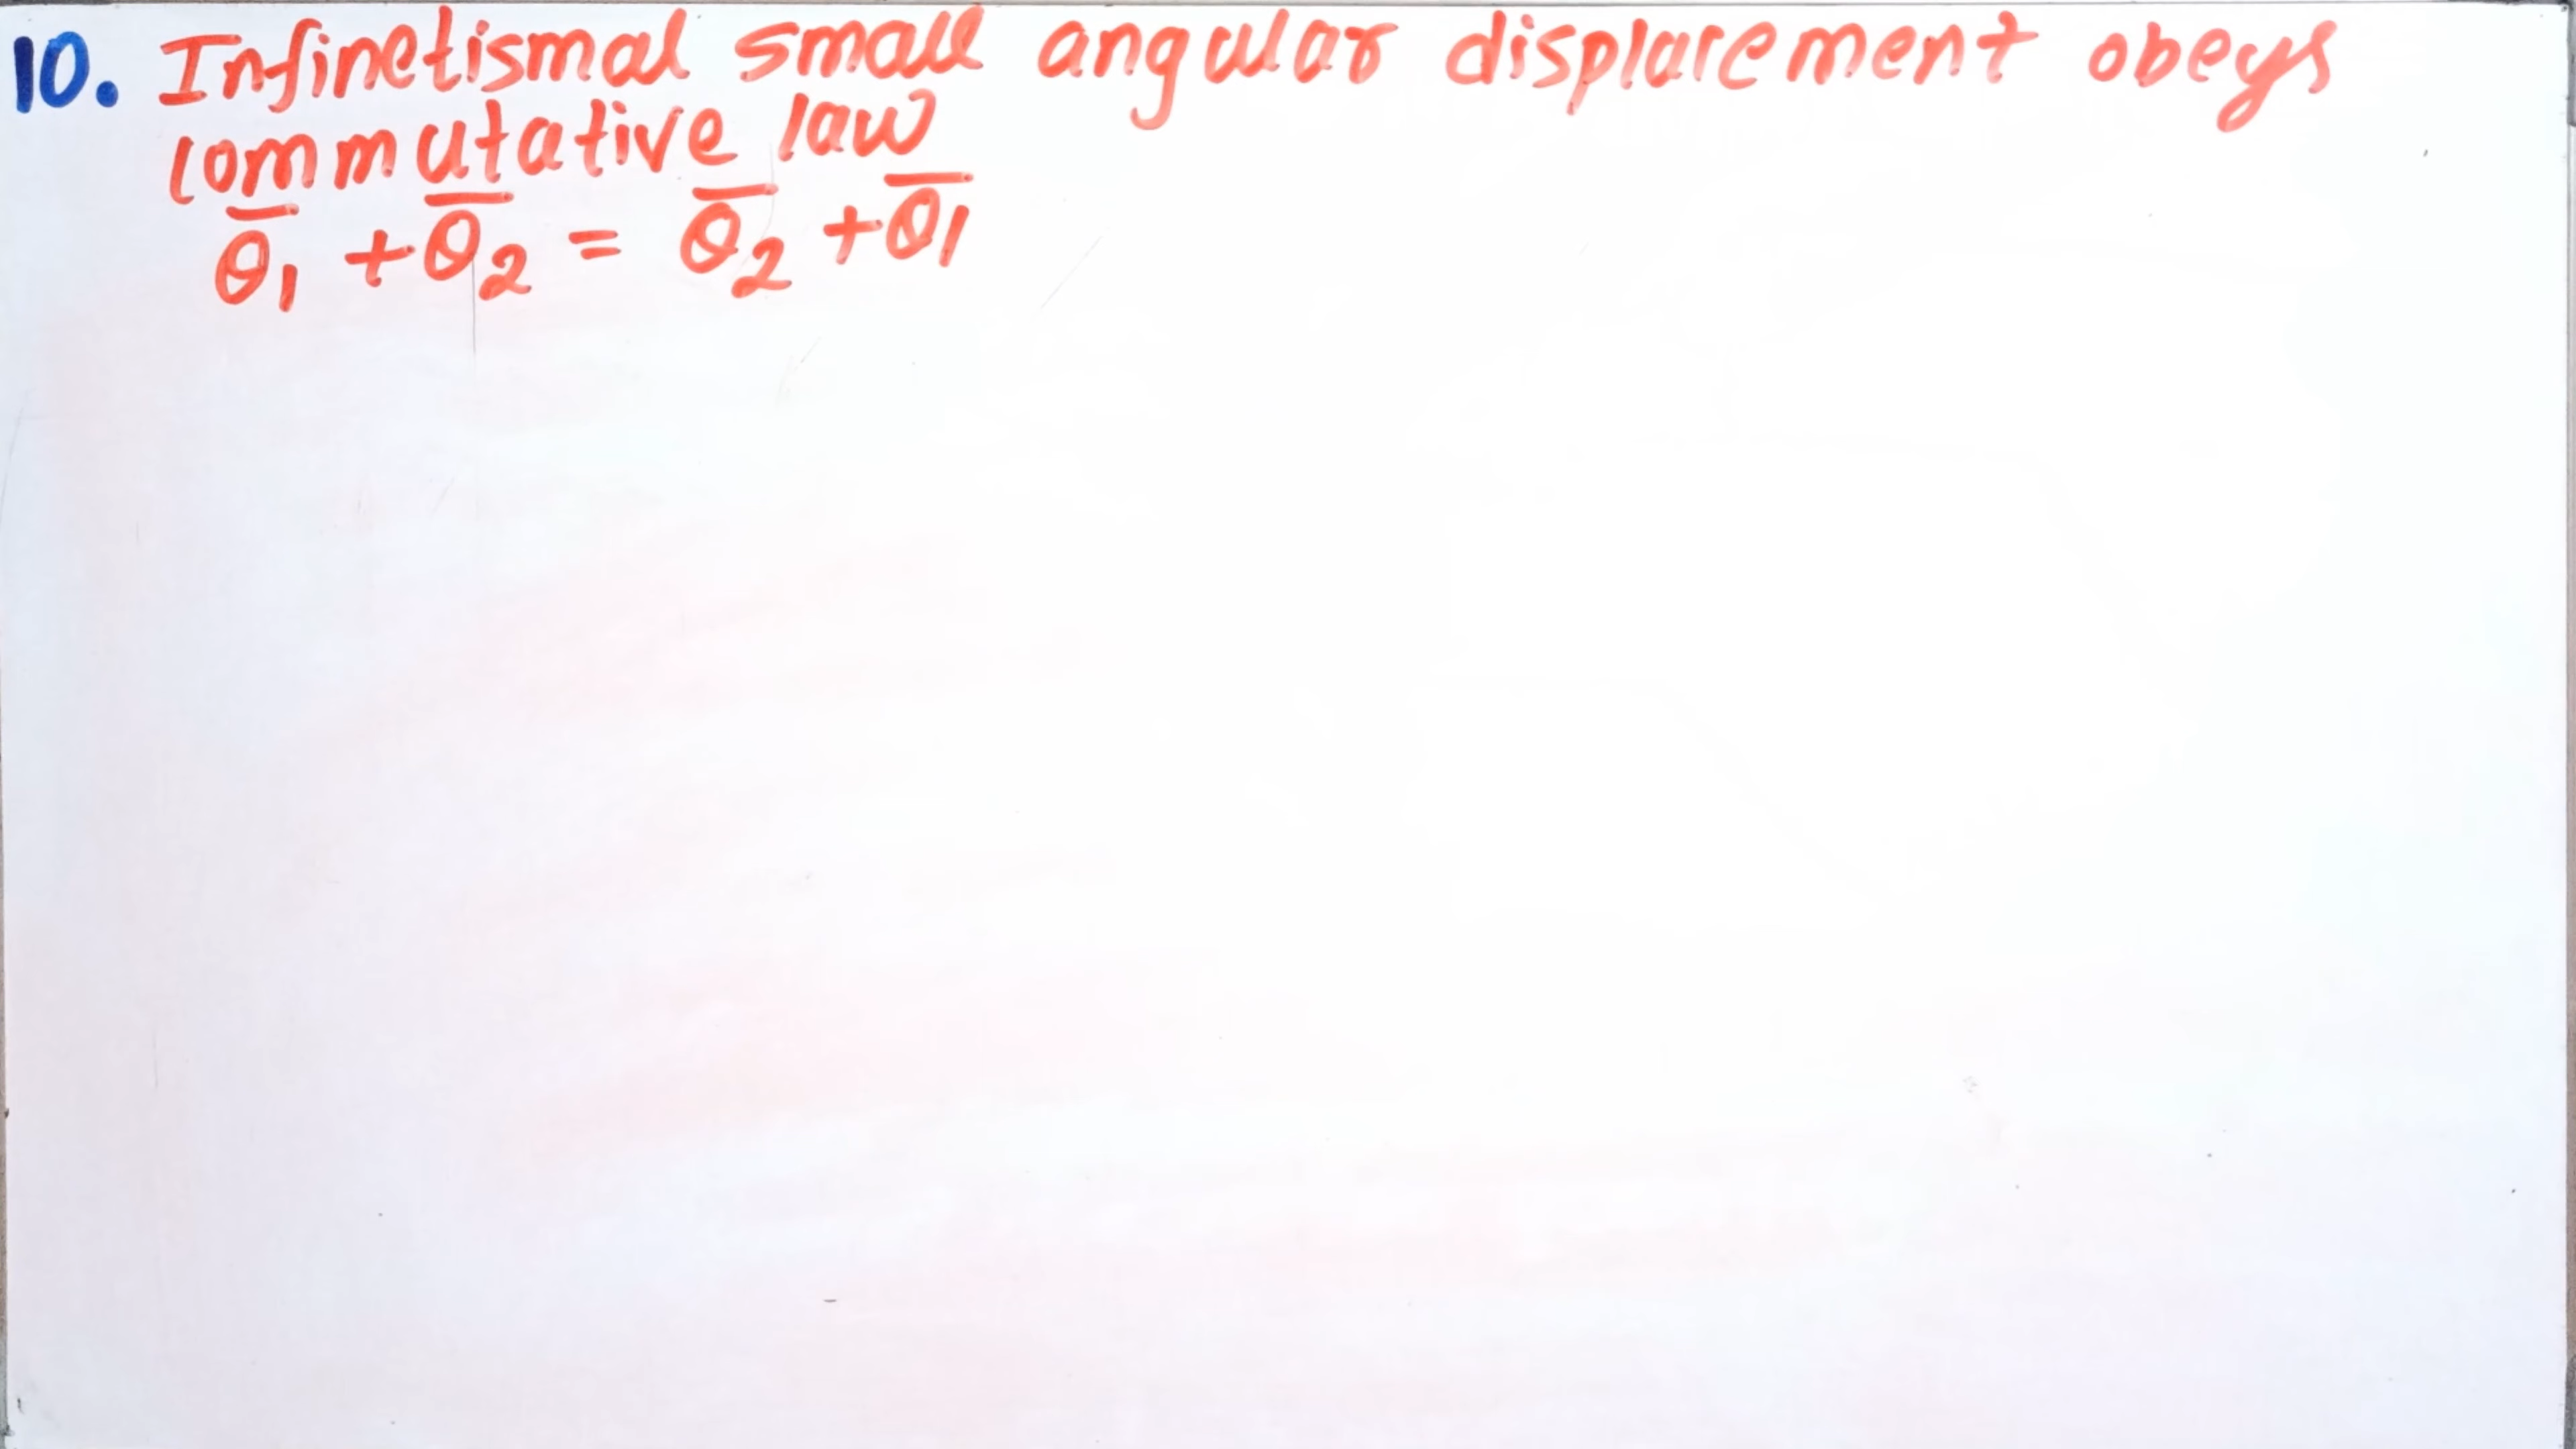 10. Infinetismal small angular displacement obeys
commutative law
θ̅₁ + θ̅₂ = θ̅₂ + θ̅₁